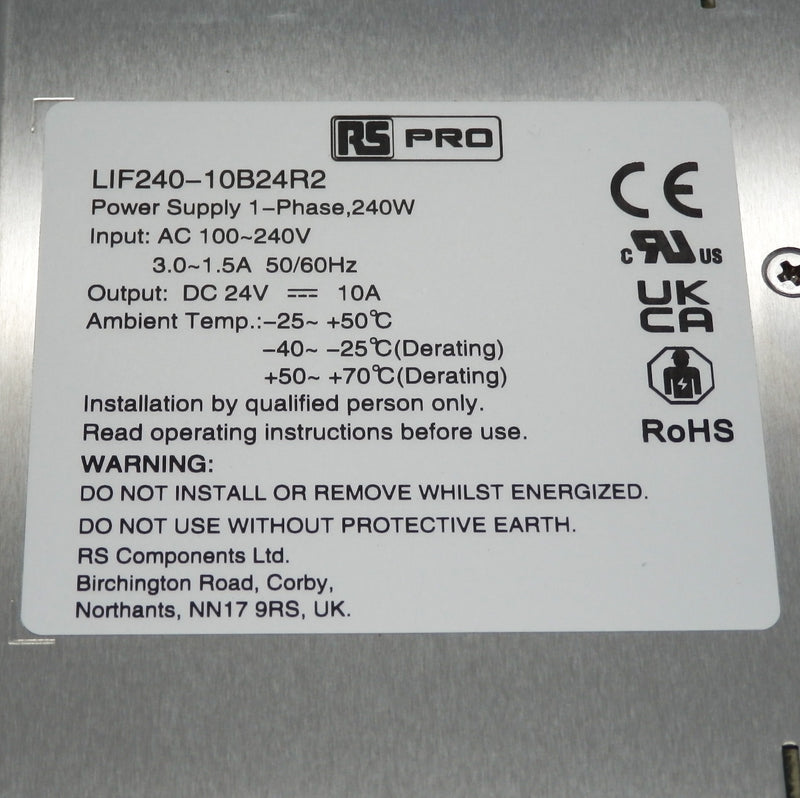 RS PRO
LIF240-10B24R2
Power Supply 1-Phase,240W
Input: AC 100~240V
3.0~1.5A 50/60Hz
Output: DC 24V ⎓ 10A
Ambient Temp.:-25~ +50℃
-40~ -25℃(Derating)
+50~ +70℃(Derating)
Installation by qualified person only.
Read operating instructions before use.
WARNING:
DO NOT INSTALL OR REMOVE WHILST ENERGIZED.
DO NOT USE WITHOUT PROTECTIVE EARTH.
RS Components Ltd.
Birchington Road, Corby,
Northants, NN17 9RS, UK.
CE
c RU US
UK
CA
RoHS